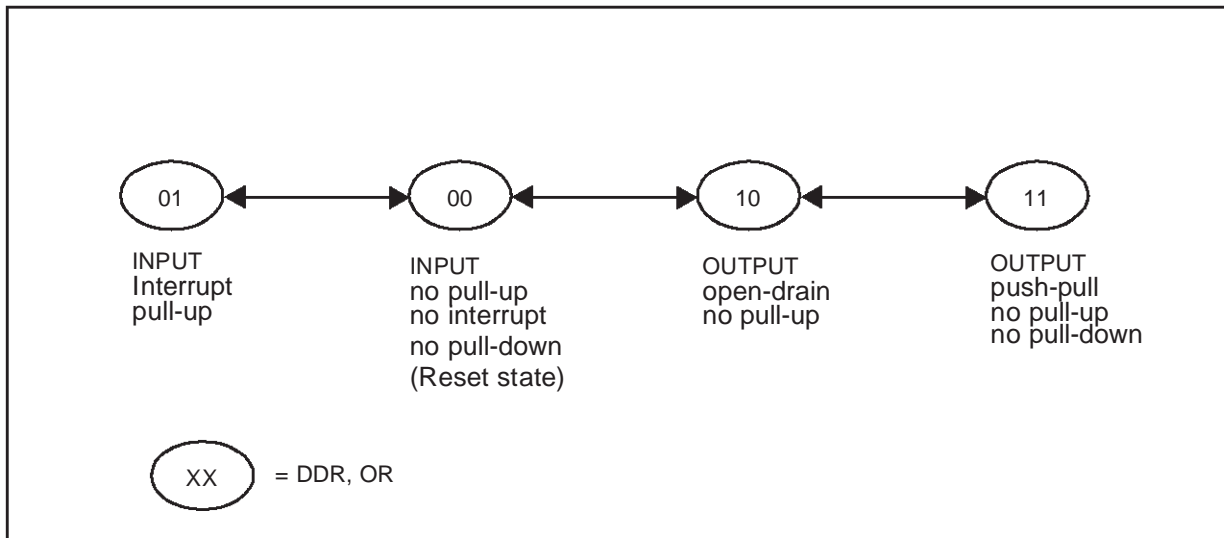 01
00
10
11
INPUT
Interrupt
pull-up
INPUT
no pull-up
no interrupt
no pull-down
(Reset state)
OUTPUT
open-drain
no pull-up
OUTPUT
push-pull
no pull-up
no pull-down
XX
= DDR, OR